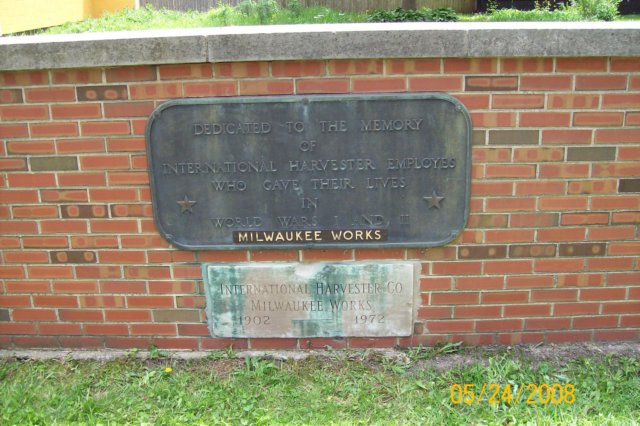 DEDICATED TO THE MEMORY
OF
INTERNATIONAL HARVESTER EMPLOYES
WHO GAVE THEIR LIVES
IN
WORLD WARS I AND II
MILWAUKEE WORKS
INTERNATIONAL HARVESTER CO.
MILWAUKEE WORKS
1902 1972
05/24/2008